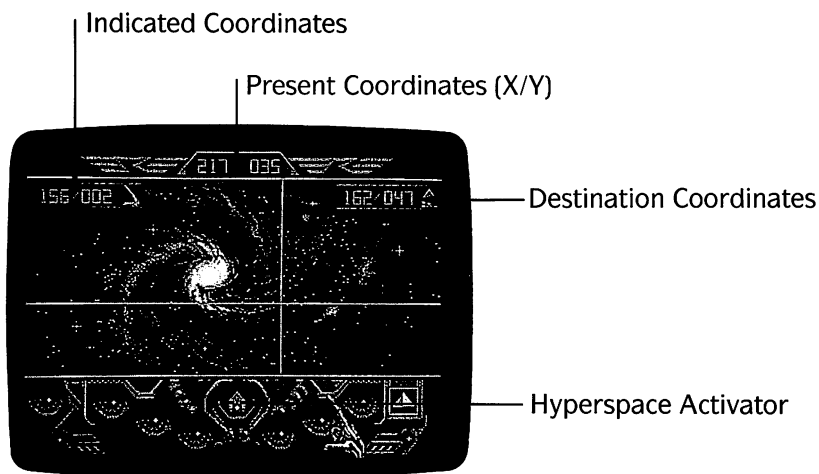 Indicated Coordinates
Present Coordinates (X/Y)
217 035
156/002
162/047
Destination Coordinates
Hyperspace Activator